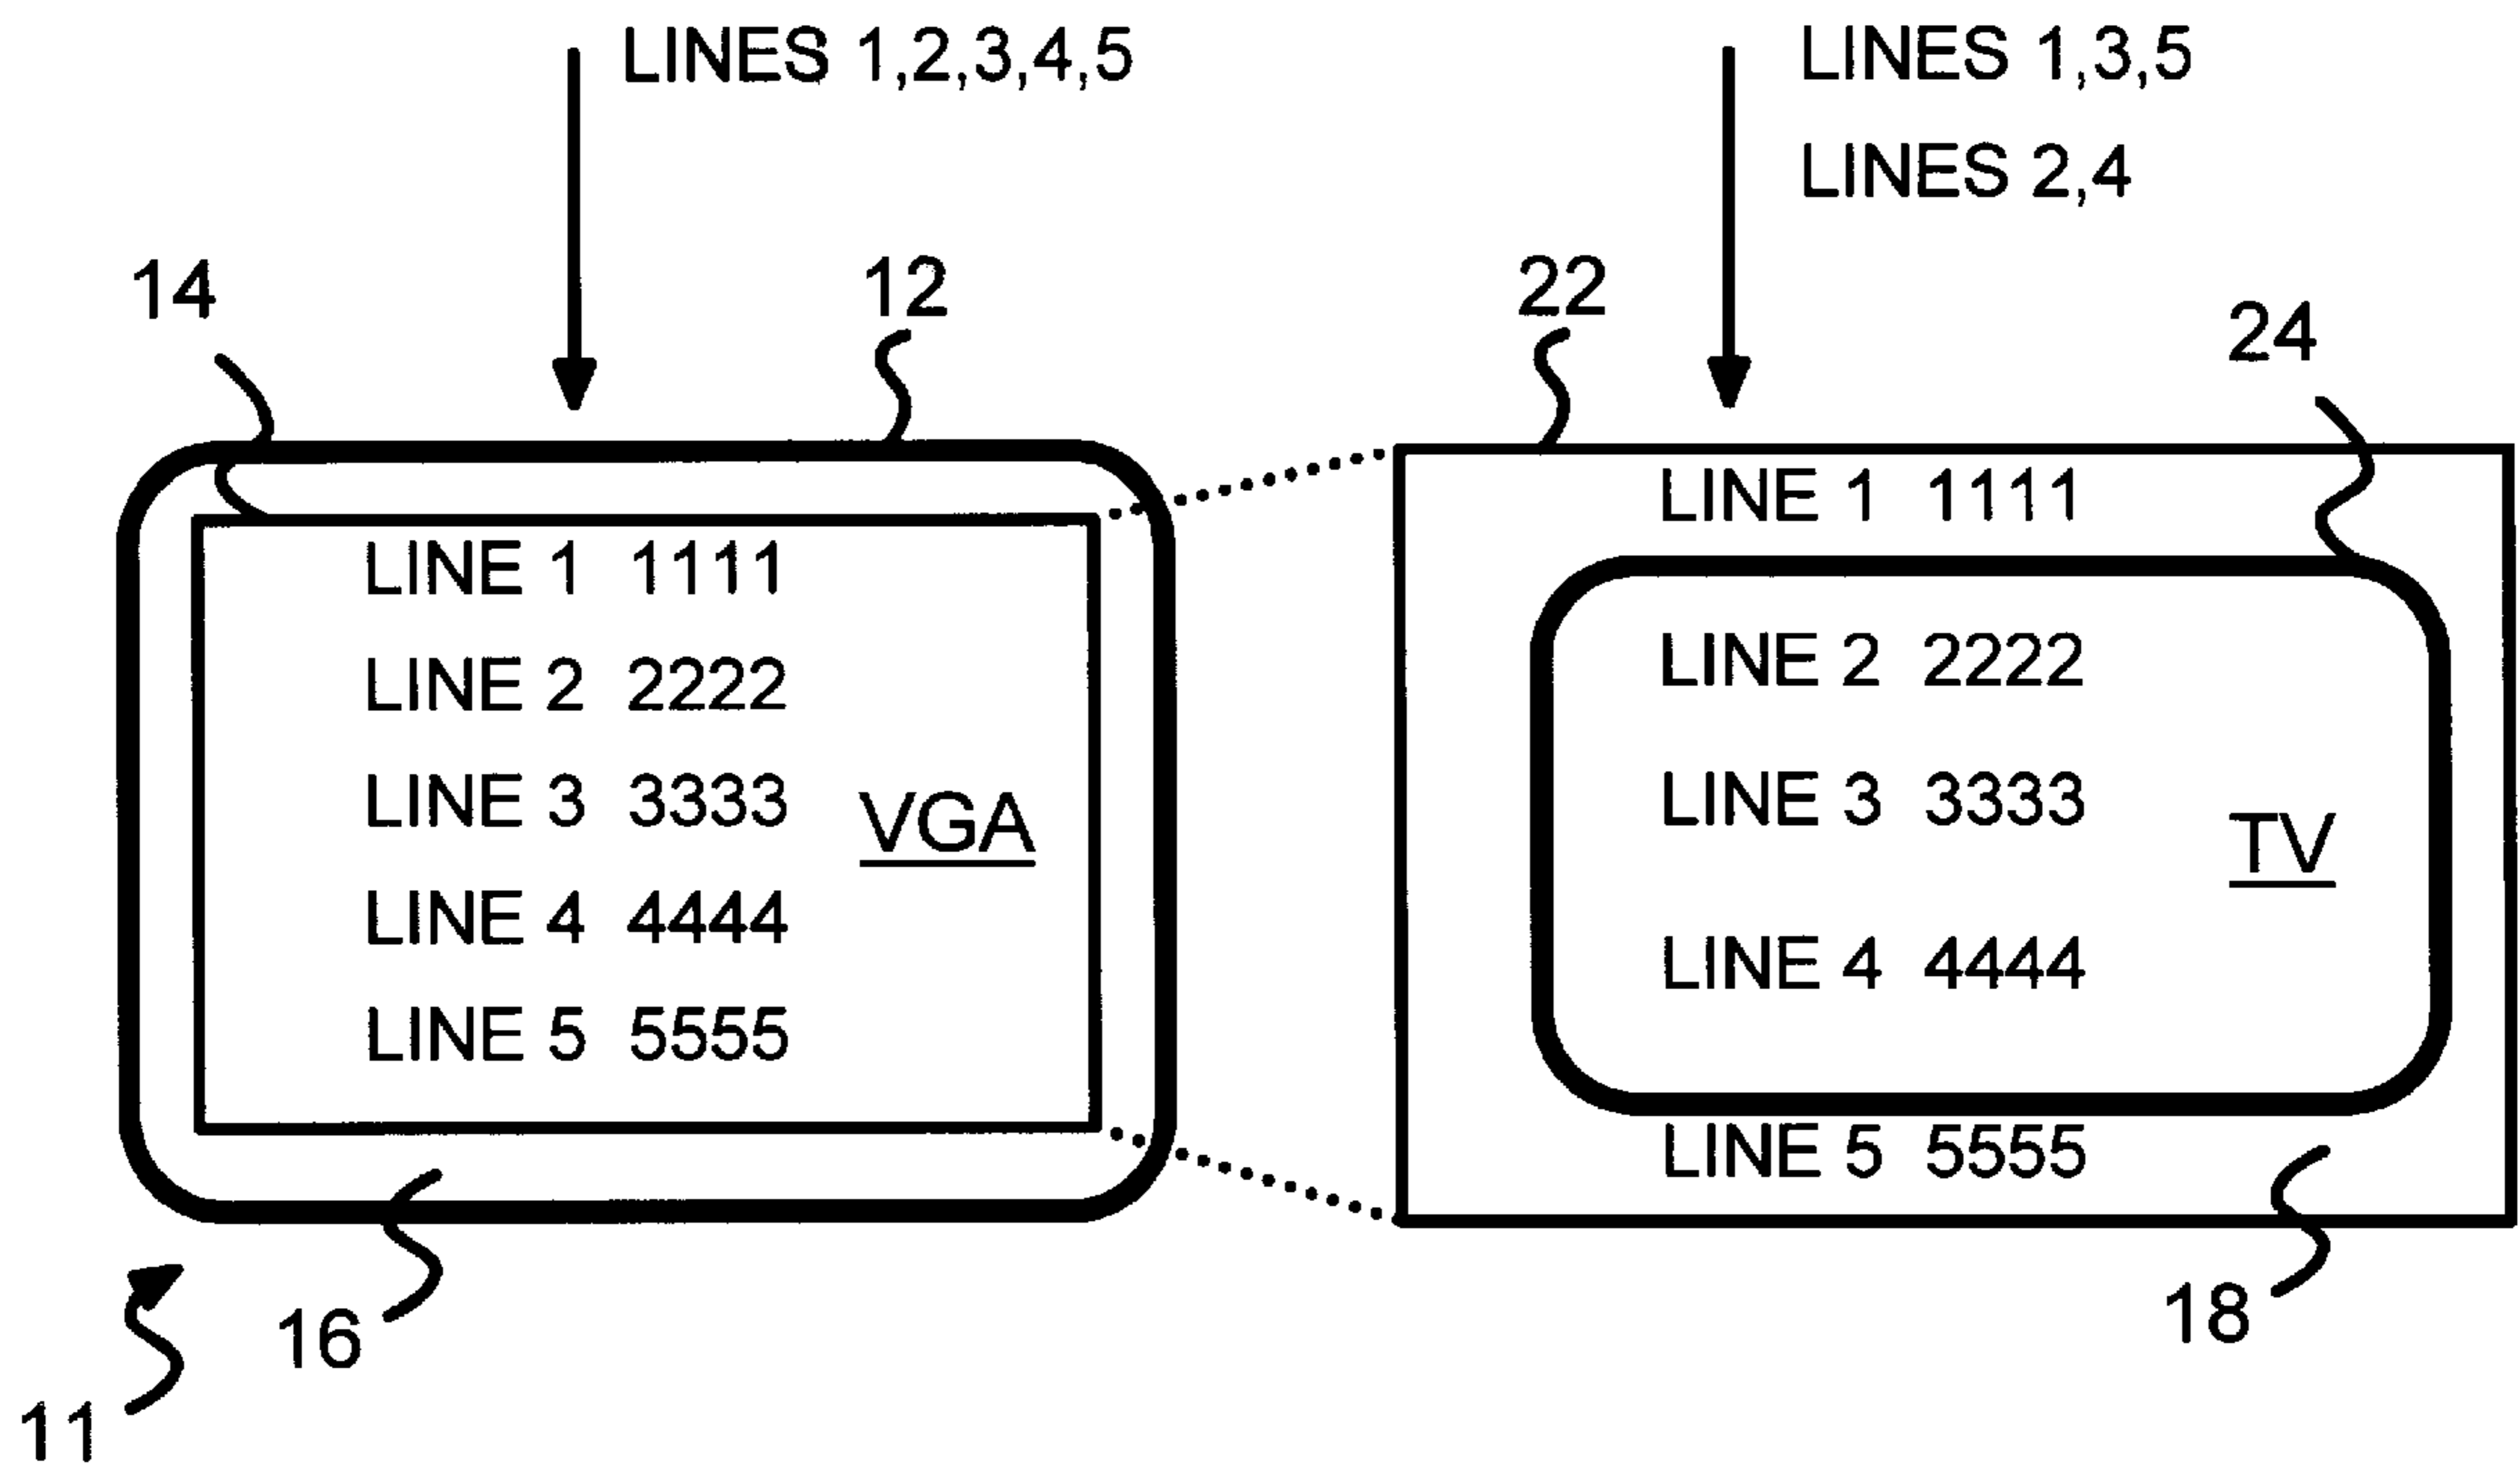 LINES 1,2,3,4,5
LINES 1,3,5
LINES 2,4
14
12
22
24
LINE 1 1111
LINE 2 2222
LINE 3 3333
VGA
LINE 4 4444
LINE 5 5555
LINE 1 1111
LINE 2 2222
LINE 3 3333
TV
LINE 4 4444
LINE 5 5555
16
18
11